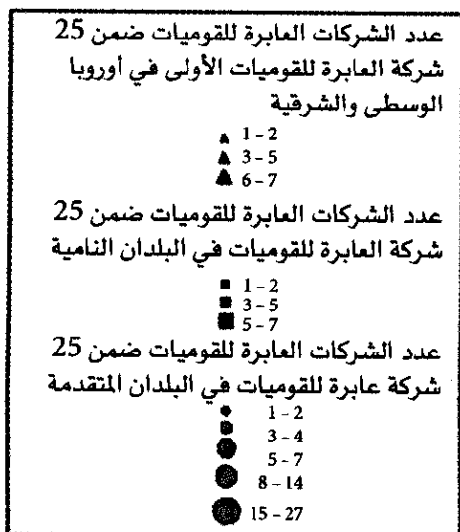 عدد الشركات العابرة للقوميات ضمن 25
شركة العابرة للقوميات الأولى في أوروبا
الوسطى والشرقية
1 – 2
3 – 5
6 – 7
عدد الشركات العابرة للقوميات ضمن 25
شركة العابرة للقوميات في البلدان النامية
1 – 2
3 – 5
5 – 7
عدد الشركات العابرة للقوميات ضمن 25
شركة عابرة للقوميات في البلدان المتقدمة
1 – 2
3 – 4
5 – 7
8 – 14
15 – 27